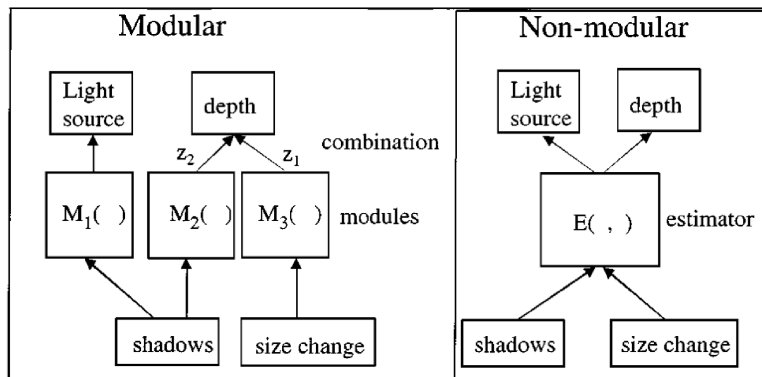 Modular
Light
source
depth
combination
z₂
z₁
M₁( )
M₂( )
M₃( )
modules
shadows
size change
Non-modular
Light
source
depth
E( , )
estimator
shadows
size change